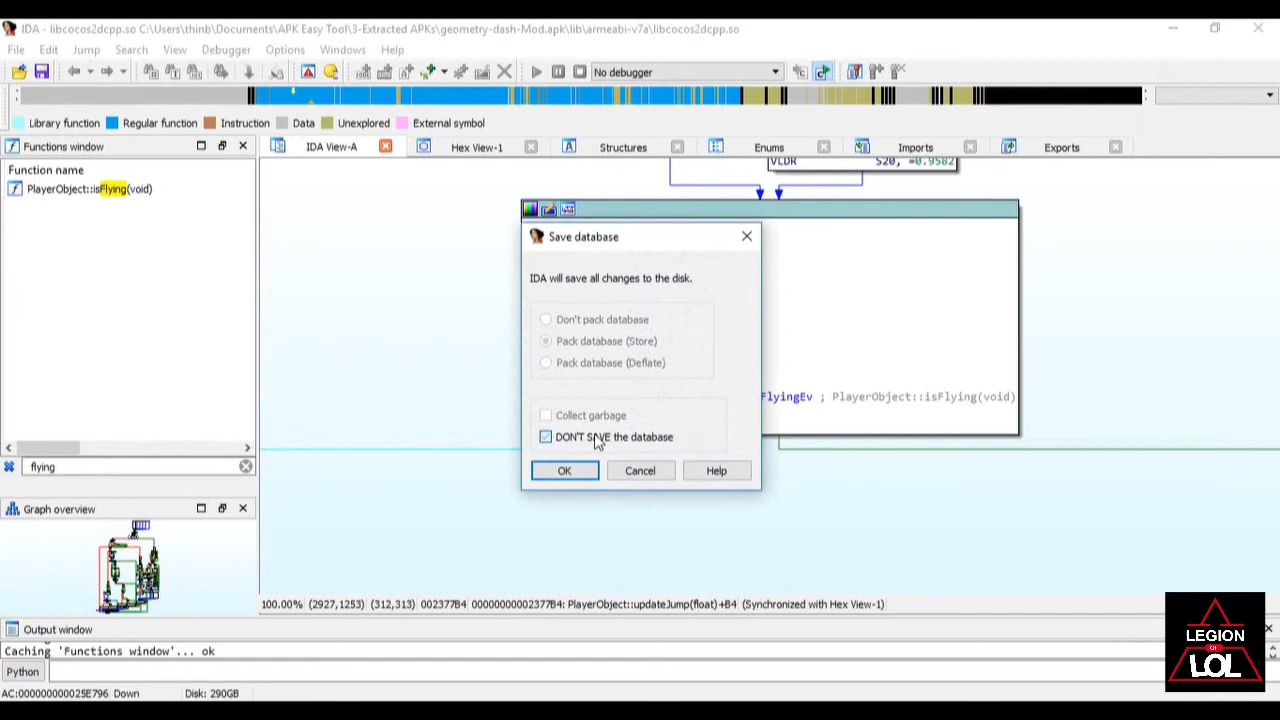 IDA - libcocos2dcpp.so C:\Users\thinb\Documents\APK Easy Tool\3-Extracted APKs\geometry-dash-Mod.apk\lib\armeabi-v7a\libcocos2dcpp.so
File Edit Jump Search View Debugger Options Windows Help
No debugger
Library function Regular function Instruction Data Unexplored External symbol
Functions window
IDA View-A Hex View-1 Structures Enums Imports Exports
Function name
PlayerObject::isFlying(void)
VLDR S20, =0.9582
Save database
IDA will save all changes to the disk.
Don't pack database
Pack database (Store)
Pack database (Deflate)
FlyingEv ; PlayerObject::isFlying(void)
Collect garbage
DON'T SAVE the database
OK Cancel Help
flying
Graph overview
100.00% (2927,1253) (312,313) 002377B4 00000000002377B4: PlayerObject::updateJump(float)+B4 (Synchronized with Hex View-1)
Output window
Caching 'Functions window'... ok
Python
AC:000000000025E796 Down Disk: 290GB
LEGION
OF
LOL